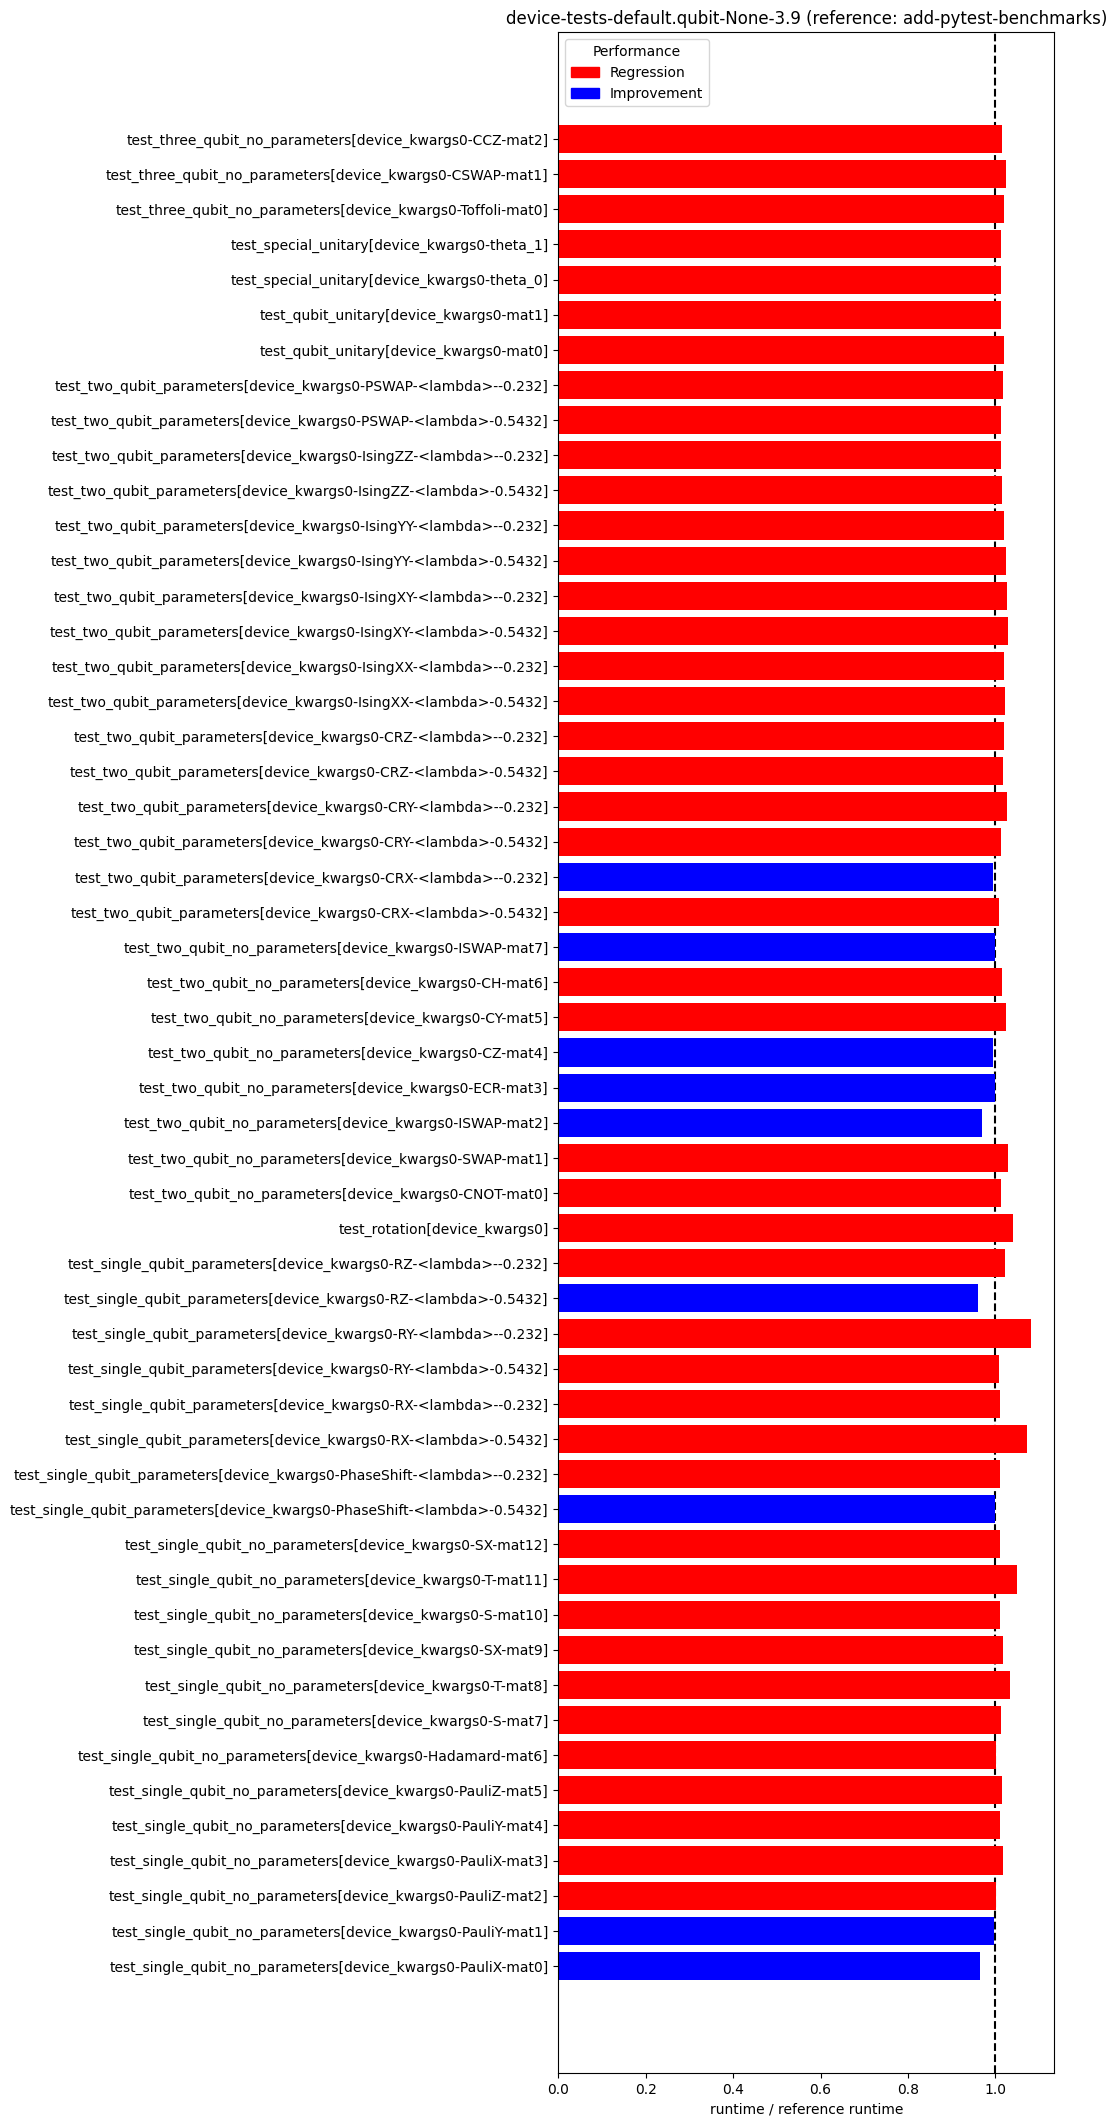 device-tests-default.qubit-None-3.9 (reference: add-pytest-benchmarks)
Performance
Regression
Improvement
test_three_qubit_no_parameters[device_kwargs0-CCZ-mat2]
test_three_qubit_no_parameters[device_kwargs0-CSWAP-mat1]
test_three_qubit_no_parameters[device_kwargs0-Toffoli-mat0]
test_special_unitary[device_kwargs0-theta_1]
test_special_unitary[device_kwargs0-theta_0]
test_qubit_unitary[device_kwargs0-mat1]
test_qubit_unitary[device_kwargs0-mat0]
test_two_qubit_parameters[device_kwargs0-PSWAP-<lambda>--0.232]
test_two_qubit_parameters[device_kwargs0-PSWAP-<lambda>-0.5432]
test_two_qubit_parameters[device_kwargs0-IsingZZ-<lambda>--0.232]
test_two_qubit_parameters[device_kwargs0-IsingZZ-<lambda>-0.5432]
test_two_qubit_parameters[device_kwargs0-IsingYY-<lambda>--0.232]
test_two_qubit_parameters[device_kwargs0-IsingYY-<lambda>-0.5432]
test_two_qubit_parameters[device_kwargs0-IsingXY-<lambda>--0.232]
test_two_qubit_parameters[device_kwargs0-IsingXY-<lambda>-0.5432]
test_two_qubit_parameters[device_kwargs0-IsingXX-<lambda>--0.232]
test_two_qubit_parameters[device_kwargs0-IsingXX-<lambda>-0.5432]
test_two_qubit_parameters[device_kwargs0-CRZ-<lambda>--0.232]
test_two_qubit_parameters[device_kwargs0-CRZ-<lambda>-0.5432]
test_two_qubit_parameters[device_kwargs0-CRY-<lambda>--0.232]
test_two_qubit_parameters[device_kwargs0-CRY-<lambda>-0.5432]
test_two_qubit_parameters[device_kwargs0-CRX-<lambda>--0.232]
test_two_qubit_parameters[device_kwargs0-CRX-<lambda>-0.5432]
test_two_qubit_no_parameters[device_kwargs0-ISWAP-mat7]
test_two_qubit_no_parameters[device_kwargs0-CH-mat6]
test_two_qubit_no_parameters[device_kwargs0-CY-mat5]
test_two_qubit_no_parameters[device_kwargs0-CZ-mat4]
test_two_qubit_no_parameters[device_kwargs0-ECR-mat3]
test_two_qubit_no_parameters[device_kwargs0-ISWAP-mat2]
test_two_qubit_no_parameters[device_kwargs0-SWAP-mat1]
test_two_qubit_no_parameters[device_kwargs0-CNOT-mat0]
test_rotation[device_kwargs0]
test_single_qubit_parameters[device_kwargs0-RZ-<lambda>--0.232]
test_single_qubit_parameters[device_kwargs0-RZ-<lambda>-0.5432]
test_single_qubit_parameters[device_kwargs0-RY-<lambda>--0.232]
test_single_qubit_parameters[device_kwargs0-RY-<lambda>-0.5432]
test_single_qubit_parameters[device_kwargs0-RX-<lambda>--0.232]
test_single_qubit_parameters[device_kwargs0-RX-<lambda>-0.5432]
test_single_qubit_parameters[device_kwargs0-PhaseShift-<lambda>--0.232]
test_single_qubit_parameters[device_kwargs0-PhaseShift-<lambda>-0.5432]
test_single_qubit_no_parameters[device_kwargs0-SX-mat12]
test_single_qubit_no_parameters[device_kwargs0-T-mat11]
test_single_qubit_no_parameters[device_kwargs0-S-mat10]
test_single_qubit_no_parameters[device_kwargs0-SX-mat9]
test_single_qubit_no_parameters[device_kwargs0-T-mat8]
test_single_qubit_no_parameters[device_kwargs0-S-mat7]
test_single_qubit_no_parameters[device_kwargs0-Hadamard-mat6]
test_single_qubit_no_parameters[device_kwargs0-PauliZ-mat5]
test_single_qubit_no_parameters[device_kwargs0-PauliY-mat4]
test_single_qubit_no_parameters[device_kwargs0-PauliX-mat3]
test_single_qubit_no_parameters[device_kwargs0-PauliZ-mat2]
test_single_qubit_no_parameters[device_kwargs0-PauliY-mat1]
test_single_qubit_no_parameters[device_kwargs0-PauliX-mat0]
0.0 0.2 0.4 0.6 0.8 1.0
runtime / reference runtime